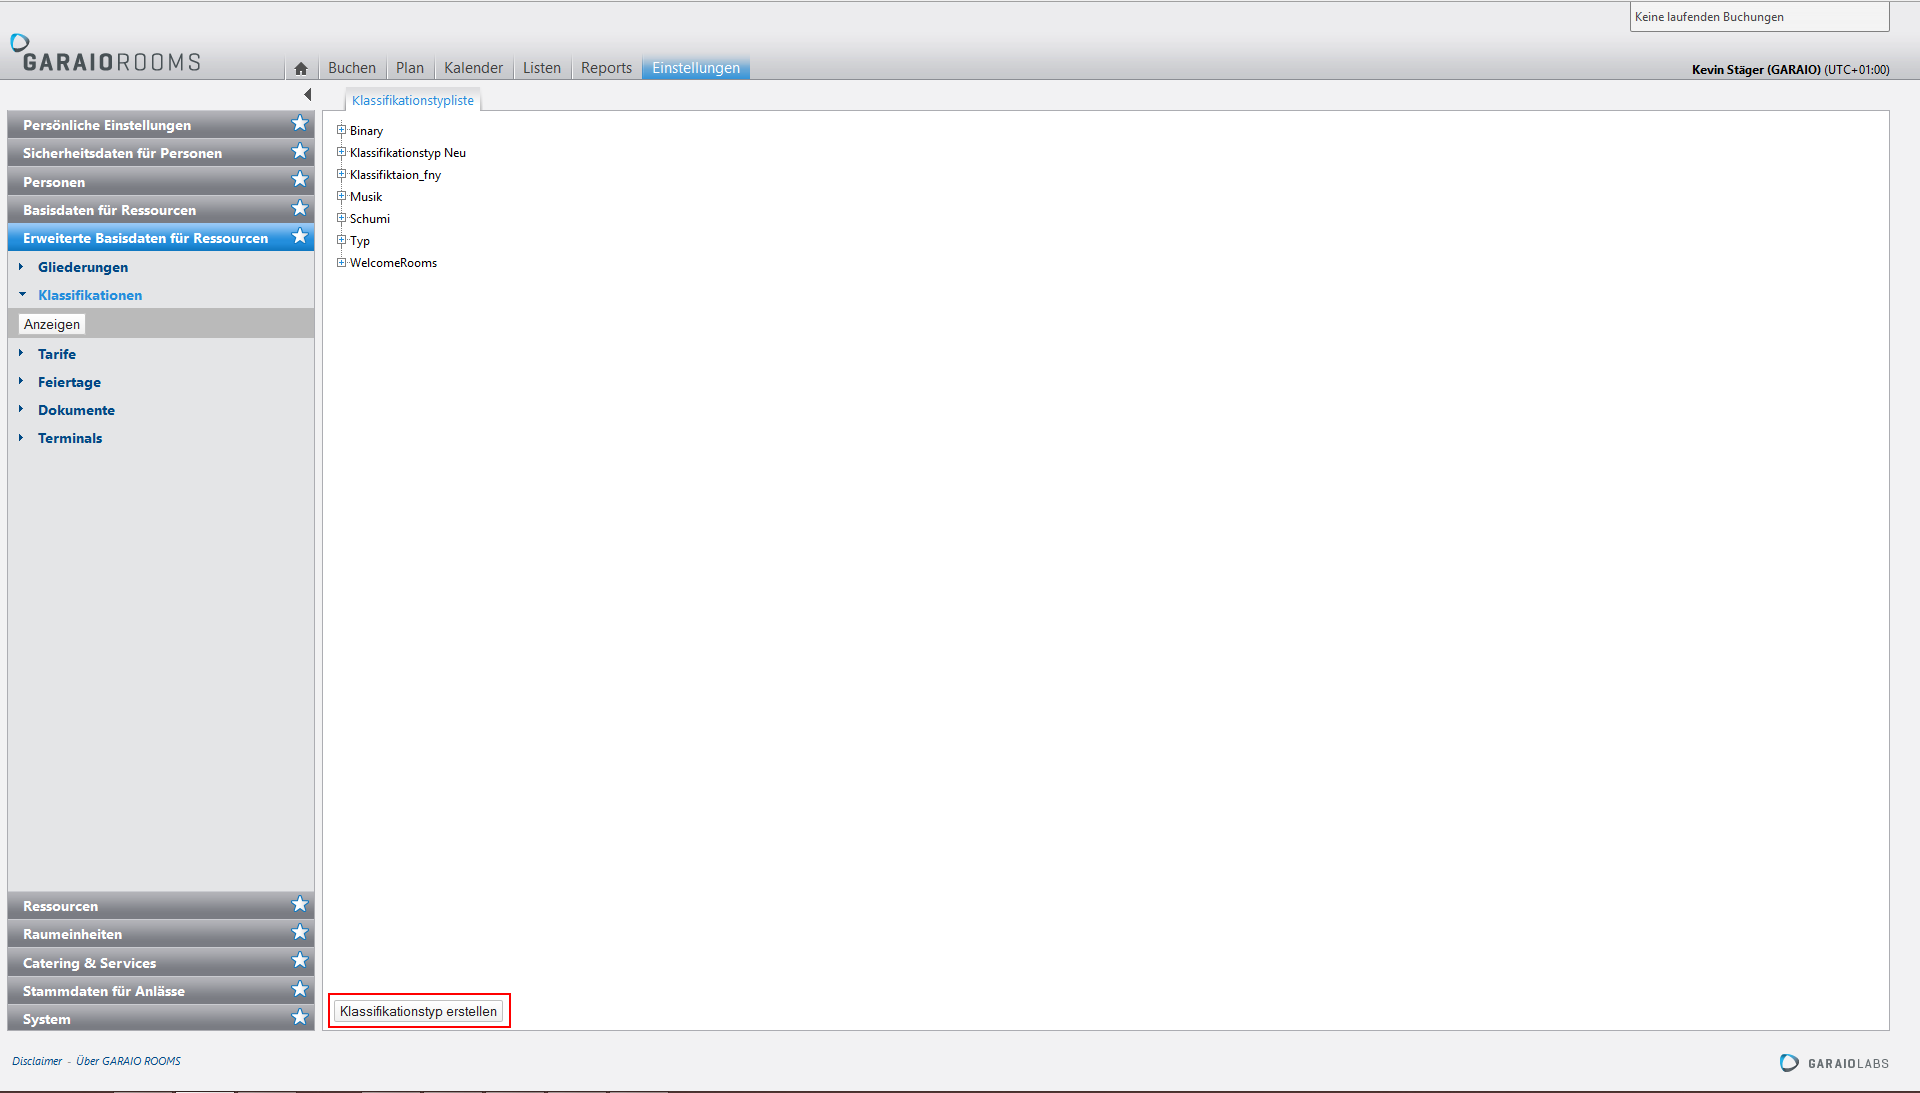 Keine laufenden Buchungen
GARAIOROOMS
Buchen Plan Kalender Listen Reports Einstellungen
Kevin Stäger (GARAIO) (UTC+01:00)
Klassifikationstypliste
Persönliche Einstellungen
Sicherheitsdaten für Personen
Personen
Basisdaten für Ressourcen
Erweiterte Basisdaten für Ressourcen
Gliederungen
Klassifikationen
Anzeigen
Tarife
Feiertage
Dokumente
Terminals
Ressourcen
Raumeinheiten
Catering & Services
Stammdaten für Anlässe
System
Binary
Klassifikationstyp Neu
Klassifiktaion_fny
Musik
Schumi
Typ
WelcomeRooms
Klassifikationstyp erstellen
Disclaimer - Über GARAIO ROOMS
GARAIOLABS